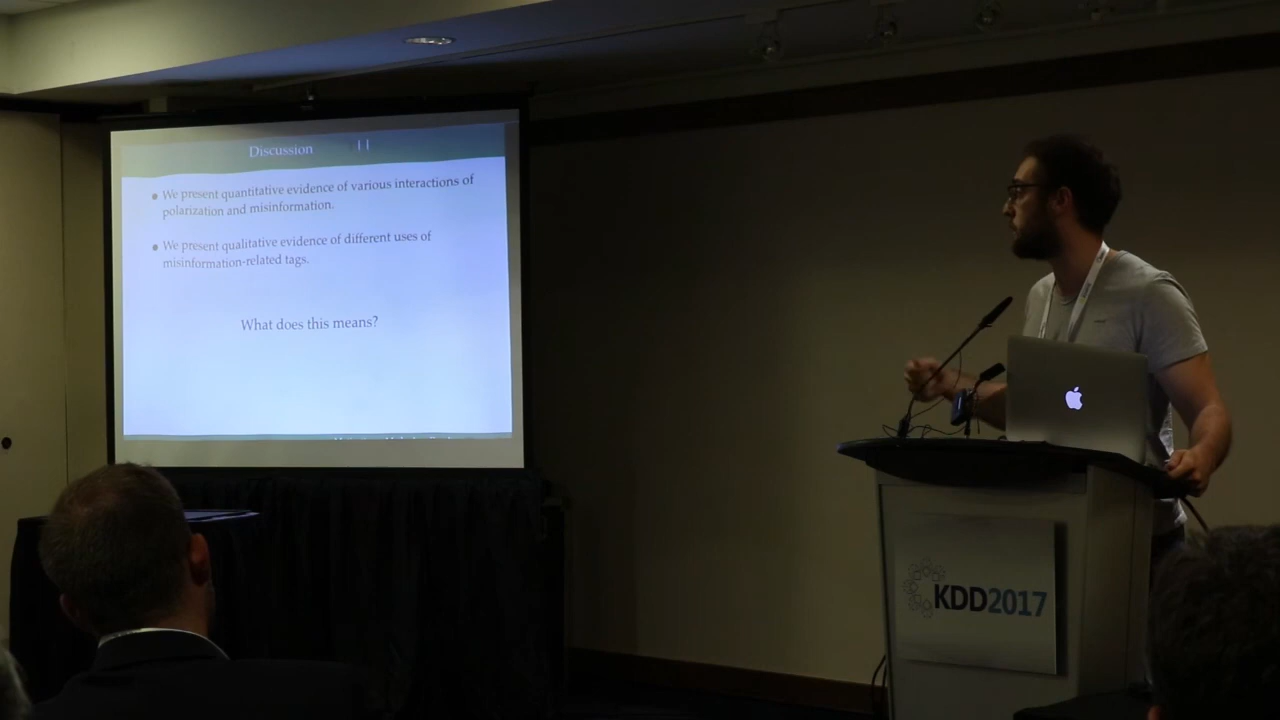 Discussion
• We present quantitative evidence of various interactions of
polarization and misinformation.
• We present qualitative evidence of different uses of
misinformation-related tags.
What does this means?
KDD2017